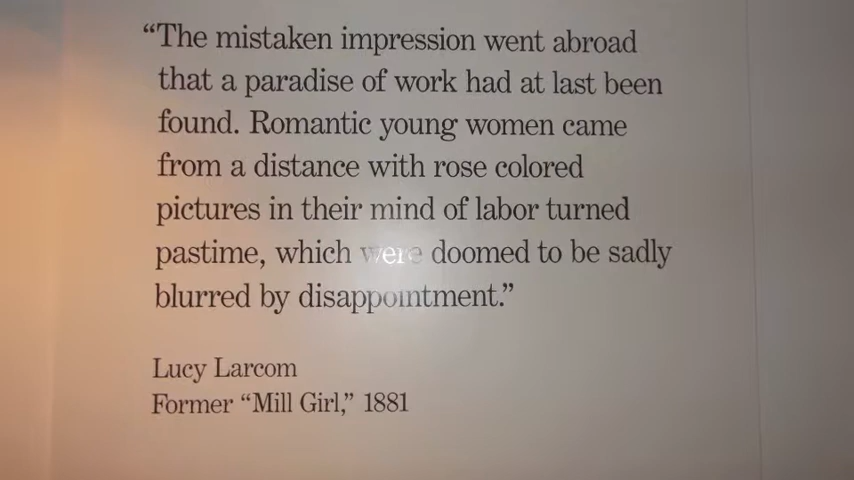 “The mistaken impression went abroad
that a paradise of work had at last been
found. Romantic young women came
from a distance with rose colored
pictures in their mind of labor turned
pastime, which were doomed to be sadly
blurred by disappointment.”
Lucy Larcom
Former “Mill Girl,” 1881